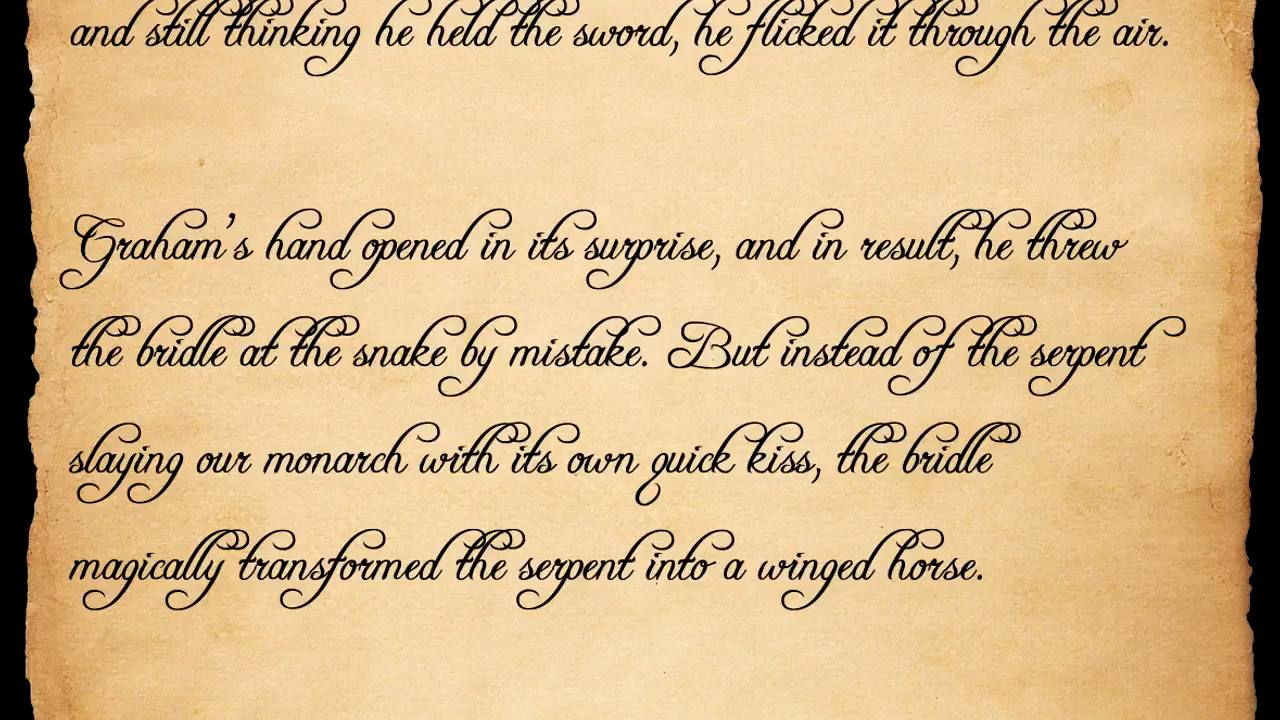 and still thinking he held the sword, he flicked it through the air.
Graham's hand opened in its surprise, and in result, he threw
the bridle at the snake by mistake. But instead of the serpent
slaying our monarch with its own quick kiss, the bridle
magically transformed the serpent into a winged horse.